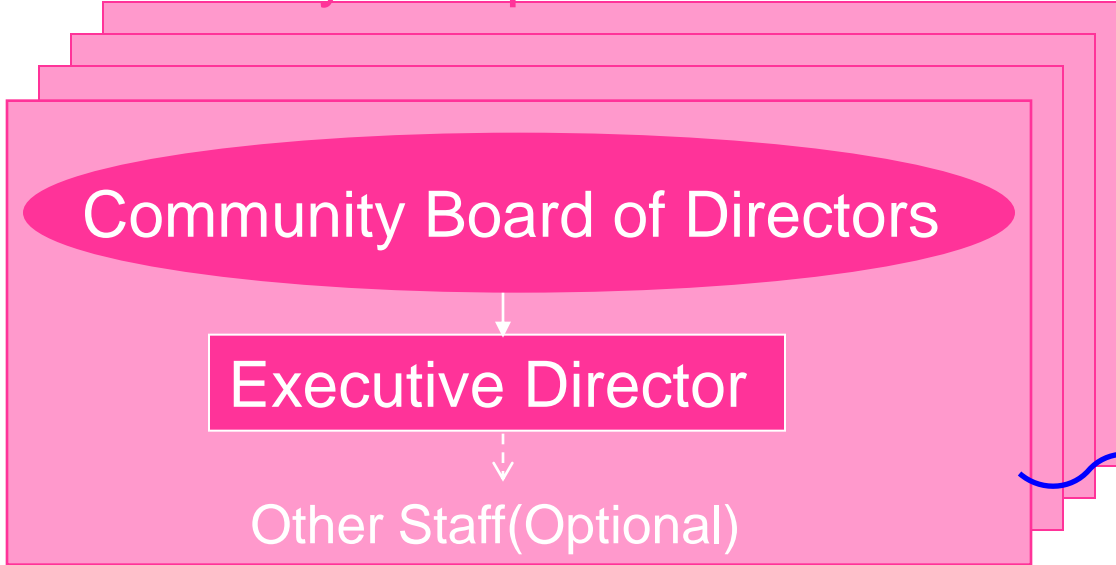 Community Board of Directors
Executive Director
Other Staff(Optional)